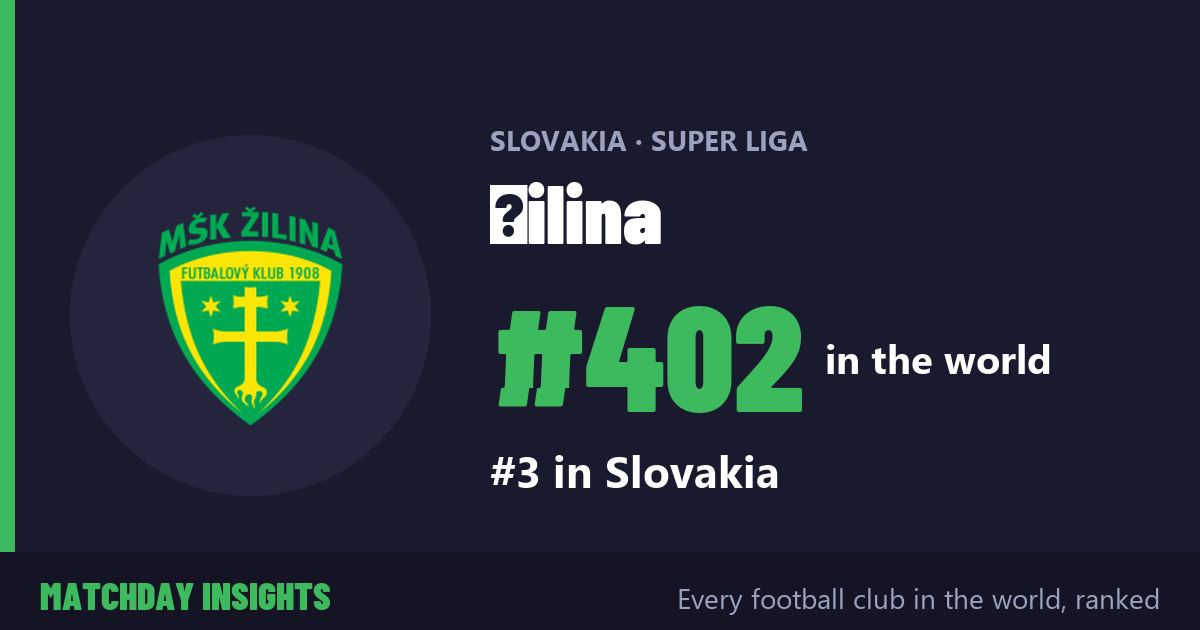 MŠK ŽILINA
FUTBALOVÝ KLUB 1908
SLOVAKIA · SUPER LIGA
�ilina
#402 in the world
#3 in Slovakia
MATCHDAY INSIGHTS
Every football club in the world, ranked